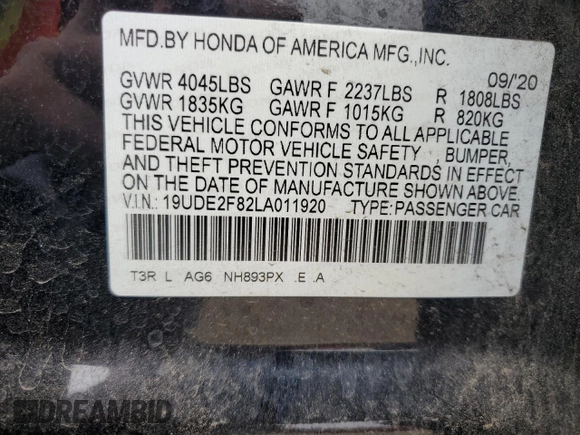 MFD.BY HONDA OF AMERICA MFG.,INC.
09/'20
GVWR 4045LBS GAWR F 2237LBS R 1808LBS
GVWR 1835KG GAWR F 1015KG R 820KG
THIS VEHICLE CONFORMS TO ALL APPLICABLE
FEDERAL MOTOR VEHICLE SAFETY , BUMPER,
AND THEFT PREVENTION STANDARDS IN EFFECT
ON THE DATE OF MANUFACTURE SHOWN ABOVE.
V.I.N.: 19UDE2F82LA011920 TYPE:PASSENGER CAR
T3R L AG6 NH893PX .E .A
DREAMBID